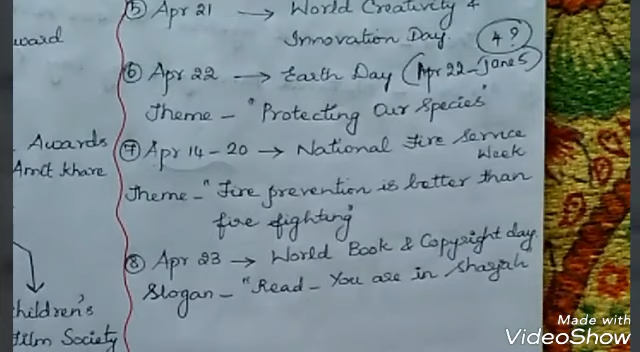 ward
Awards
Amit Khare
hildren's
film Society
⑤ Apr 21 → World Creativity &
Innovation Day. 4?
⑥ Apr 22 → Earth Day (Apr 22 - June 5)
Theme - "Protecting Our Species"
⑦ Apr 14 - 20 → National Fire Service
Week
Theme - "Fire prevention is better than
fire fighting"
⑧ Apr 23 → World Book & Copyright day.
Slogan - "Read - You are in Sharjah
Made with
VideoShow